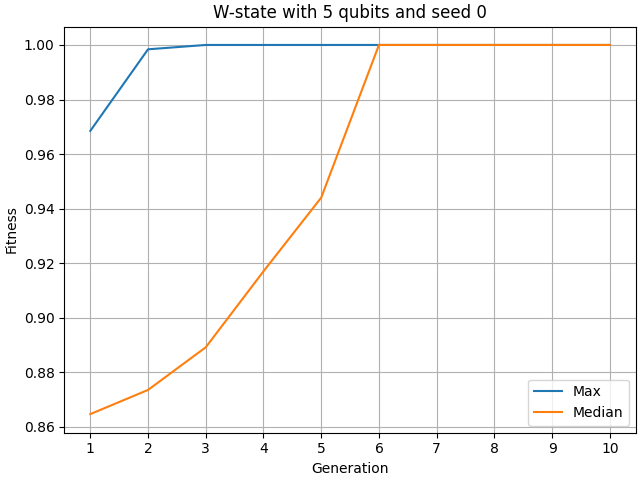 W-state with 5 qubits and seed 0
Fitness
1.00
0.98
0.96
0.94
0.92
0.90
0.88
0.86
Max
Median
1 2 3 4 5 6 7 8 9 10
Generation